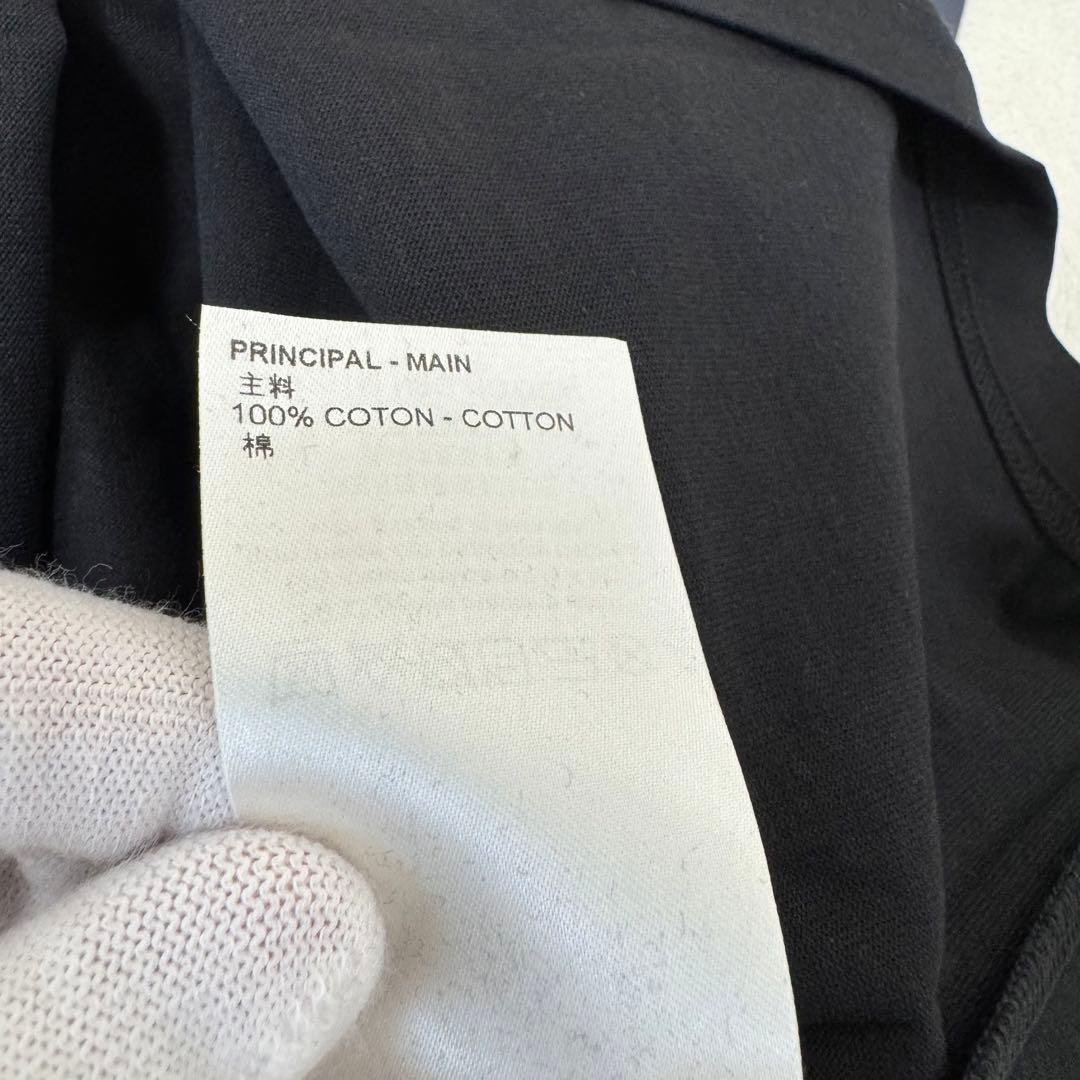 PRINCIPAL - MAIN
主料
100% COTON - COTTON
棉